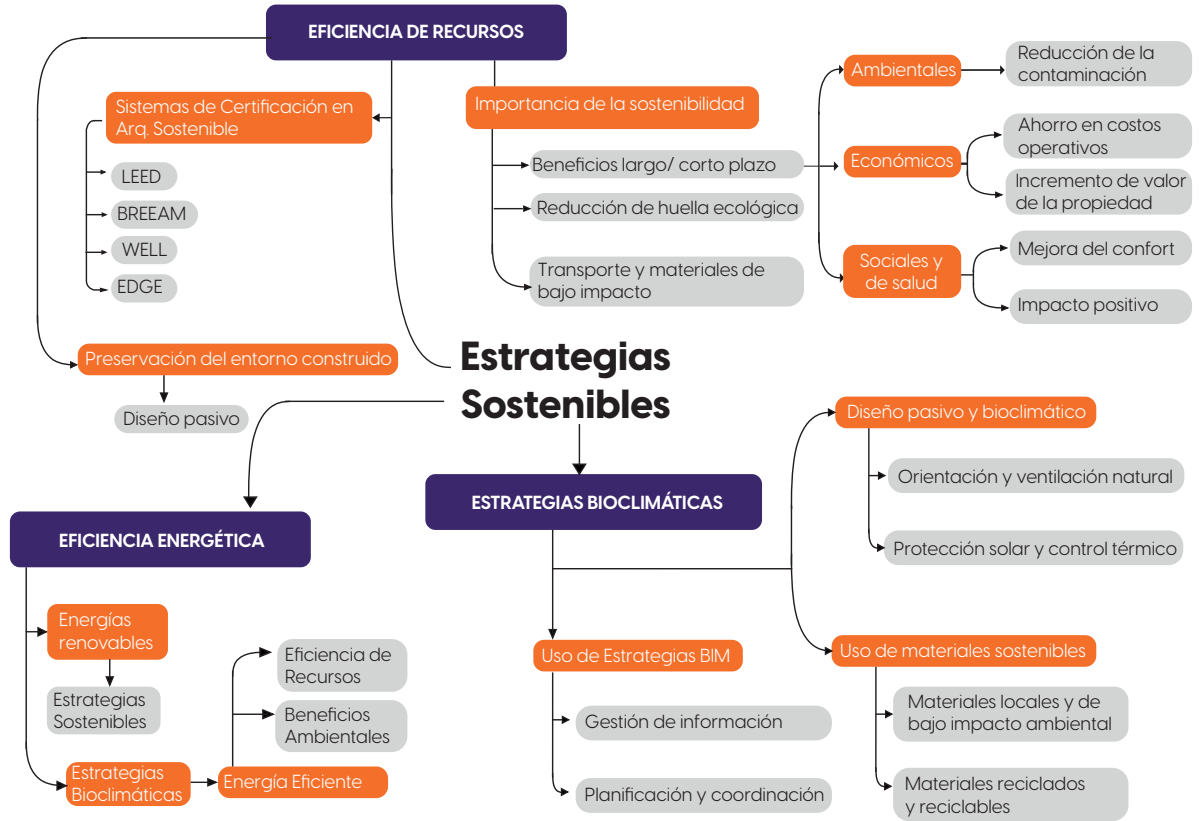 EFICIENCIA DE RECURSOS
Sistemas de Certificación en
Arq. Sostenible
LEED
BREEAM
WELL
EDGE
Preservación del entorno construido
Diseño pasivo
Importancia de la sostenibilidad
Beneficios largo/ corto plazo
Reducción de huella ecológica
Transporte y materiales de
bajo impacto
Ambientales
Reducción de la
contaminación
Económicos
Ahorro en costos
operativos
Incremento de valor
de la propiedad
Sociales y
de salud
Mejora del confort
Impacto positivo
Estrategias
Sostenibles
EFICIENCIA ENERGÉTICA
Energías
renovables
Estrategias
Sostenibles
Estrategias
Bioclimáticas
Energía Eficiente
Eficiencia de
Recursos
Beneficios
Ambientales
ESTRATEGIAS BIOCLIMÁTICAS
Uso de Estrategias BIM
Gestión de información
Planificación y coordinación
Diseño pasivo y bioclimático
Orientación y ventilación natural
Protección solar y control térmico
Uso de materiales sostenibles
Materiales locales y de
bajo impacto ambiental
Materiales reciclados
y reciclables